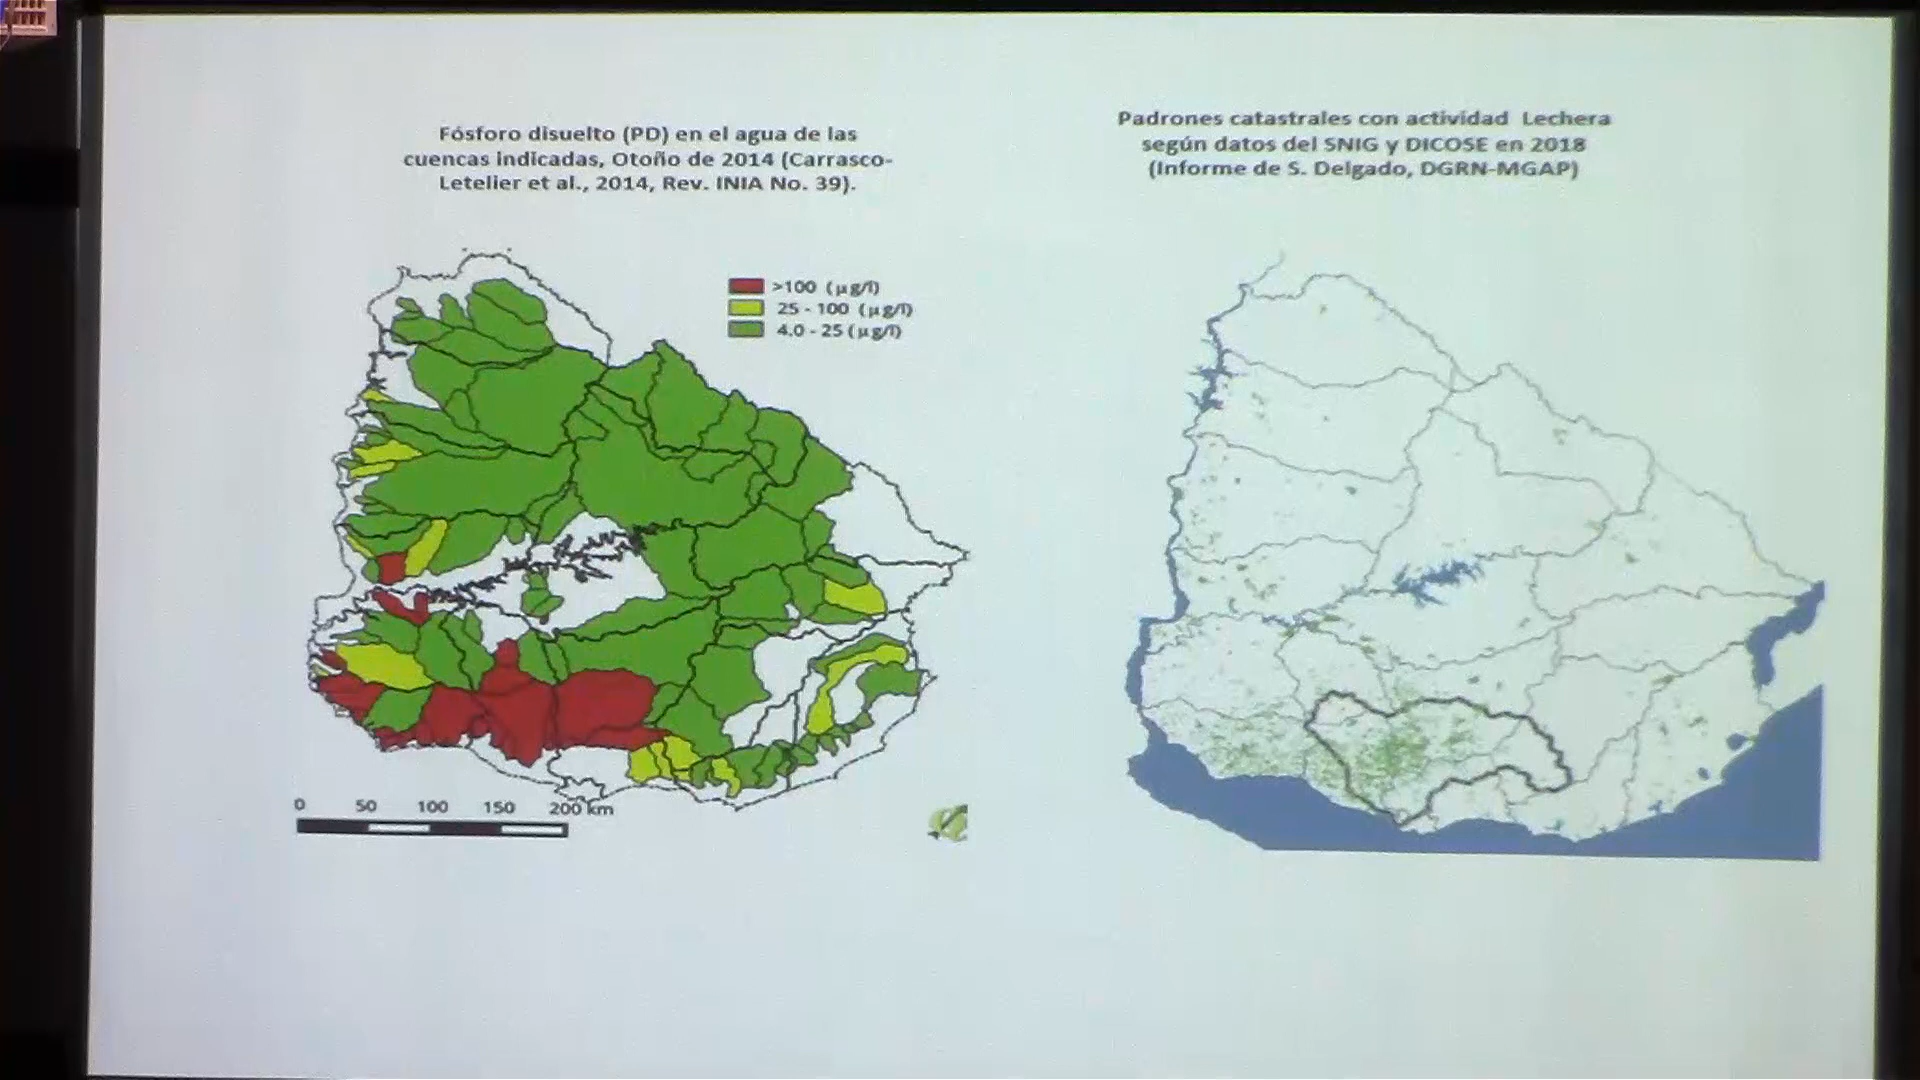 Fósforo disuelto (PD) en el agua de las
cuencas indicadas, Otoño de 2014 (Carrasco-
Letelier et al., 2014, Rev. INIA No. 39).
Padrones catastrales con actividad Lechera
según datos del SNIG y DICOSE en 2018
(Informe de S. Delgado, DGRN-MGAP)
>100 (µg/l)
25 - 100 (µg/l)
4.0 - 25 (µg/l)
0 50 100 150 200 km